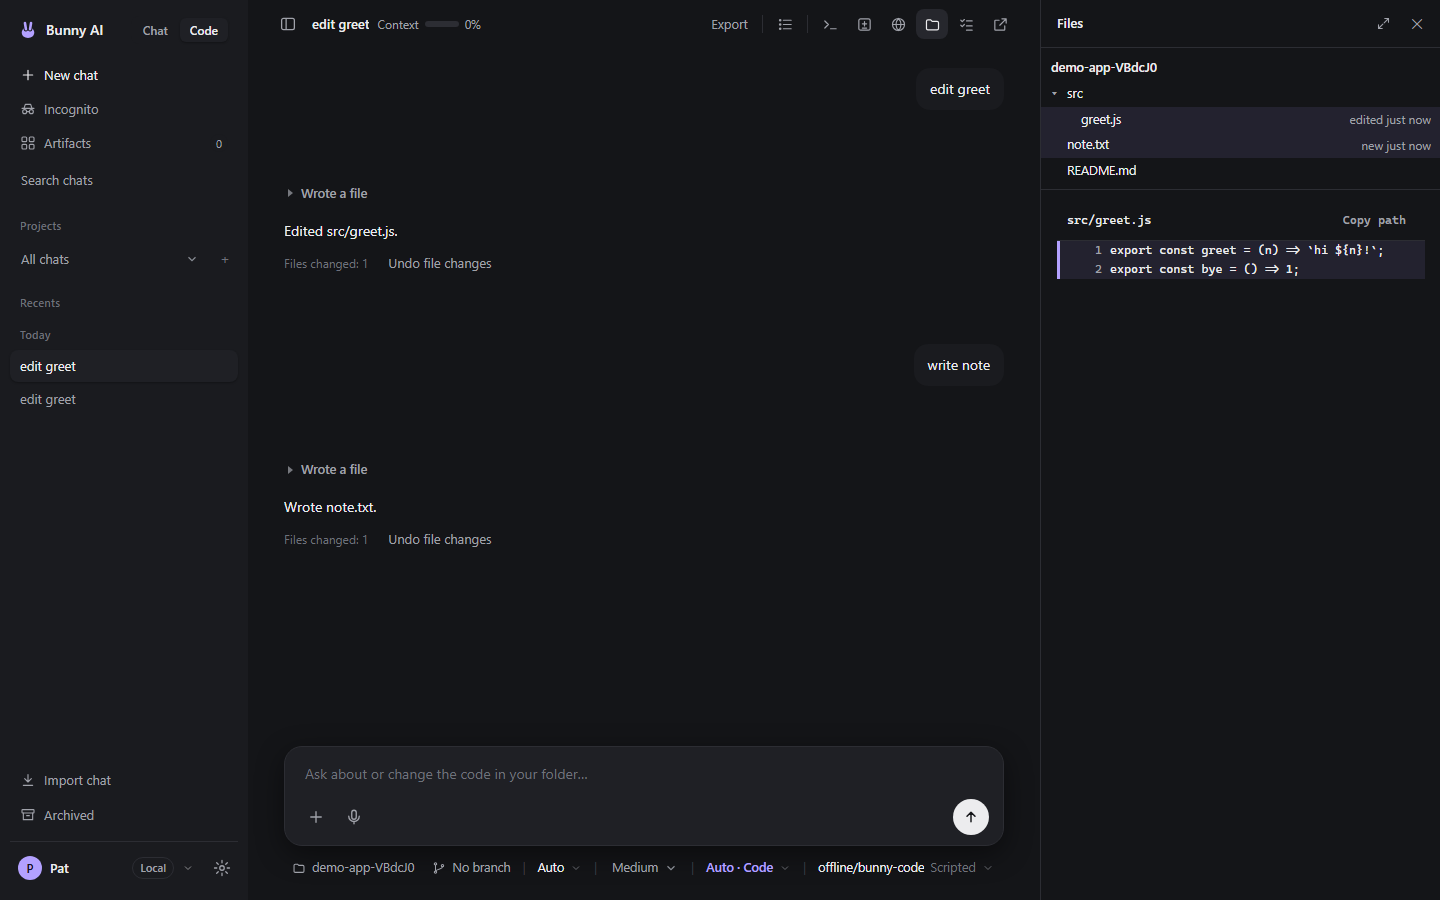 Bunny AI
Chat
Code
New chat
Incognito
Artifacts 0
Search chats
Projects
All chats +
Recents
Today
edit greet
edit greet
Import chat
Archived
P Pat Local
edit greet Context 0%
Export
edit greet
Wrote a file
Edited src/greet.js.
Files changed: 1 Undo file changes
write note
Wrote a file
Wrote note.txt.
Files changed: 1 Undo file changes
Ask about or change the code in your folder...
demo-app-VBdcJ0 No branch Auto Medium Auto · Code offline/bunny-code Scripted
Files
demo-app-VBdcJ0
src
greet.js edited just now
note.txt new just now
README.md
src/greet.js Copy path
1 export const greet = (n) => `hi ${n}!`;
2 export const bye = () => 1;